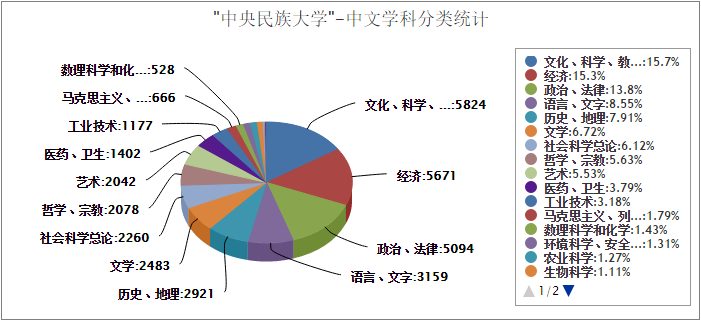 "中央民族大学"-中文学科分类统计
文化、科学、...:5824
经济:5671
政治、法律:5094
语言、文字:3159
历史、地理:2921
文学:2483
社会科学总论:2260
哲学、宗教:2078
艺术:2042
医药、卫生:1402
工业技术:1177
马克思主义、...:666
数理科学和化...:528
文化、科学、教...:15.7%
经济:15.3%
政治、法律:13.8%
语言、文字:8.55%
历史、地理:7.91%
文学:6.72%
社会科学总论:6.12%
哲学、宗教:5.63%
艺术:5.53%
医药、卫生:3.79%
工业技术:3.18%
马克思主义、列...:1.79%
数理科学和化学:1.43%
环境科学、安全...:1.31%
农业科学:1.27%
生物科学:1.11%
1/2